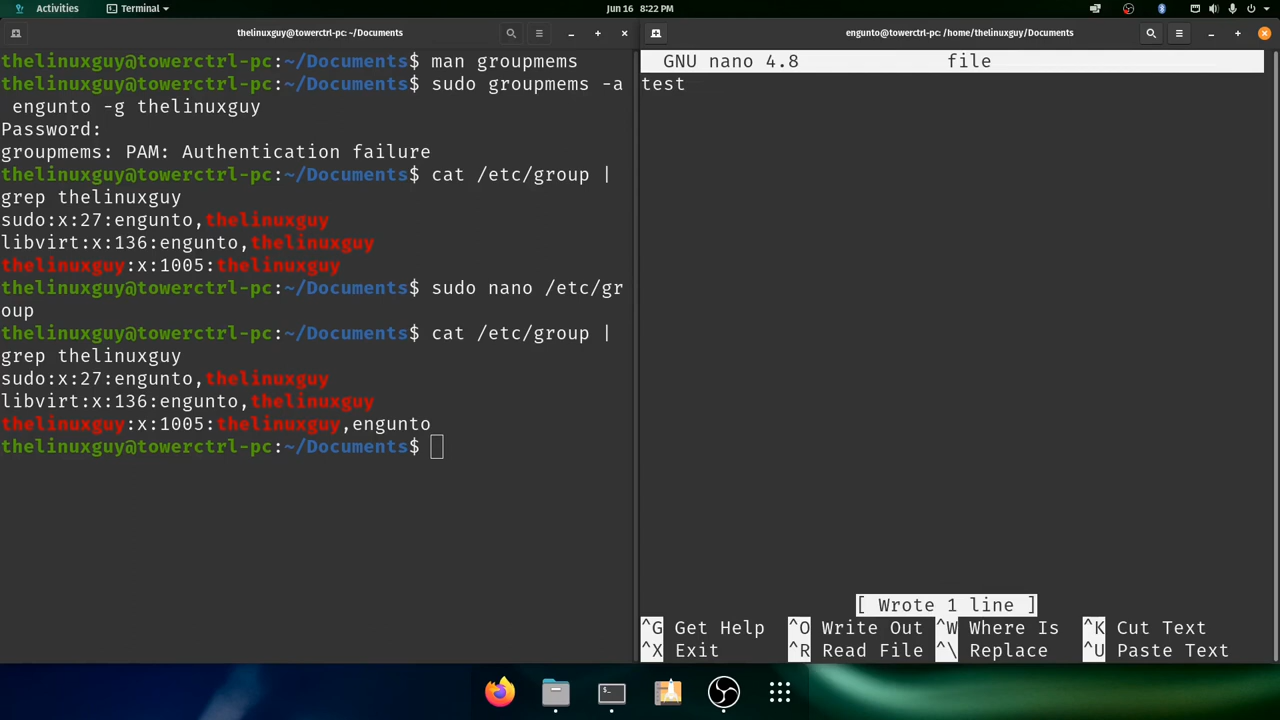 Activities
Terminal
Jun 16 8:22 PM
thelinuxguy@towerctrl-pc: ~/Documents
thelinuxguy@towerctrl-pc:~/Documents$ man groupmems
thelinuxguy@towerctrl-pc:~/Documents$ sudo groupmems -a
engunto -g thelinuxguy
Password:
groupmems: PAM: Authentication failure
thelinuxguy@towerctrl-pc:~/Documents$ cat /etc/group |
grep thelinuxguy
sudo:x:27:engunto,thelinuxguy
libvirt:x:136:engunto,thelinuxguy
thelinuxguy:x:1005:thelinuxguy
thelinuxguy@towerctrl-pc:~/Documents$ sudo nano /etc/gr
oup
thelinuxguy@towerctrl-pc:~/Documents$ cat /etc/group |
grep thelinuxguy
sudo:x:27:engunto,thelinuxguy
libvirt:x:136:engunto,thelinuxguy
thelinuxguy:x:1005:thelinuxguy,engunto
thelinuxguy@towerctrl-pc:~/Documents$
engunto@towerctrl-pc: /home/thelinuxguy/Documents
GNU nano 4.8 file
test
[ Wrote 1 line ]
^G Get Help ^O Write Out ^W Where Is ^K Cut Text
^X Exit ^R Read File ^\ Replace ^U Paste Text